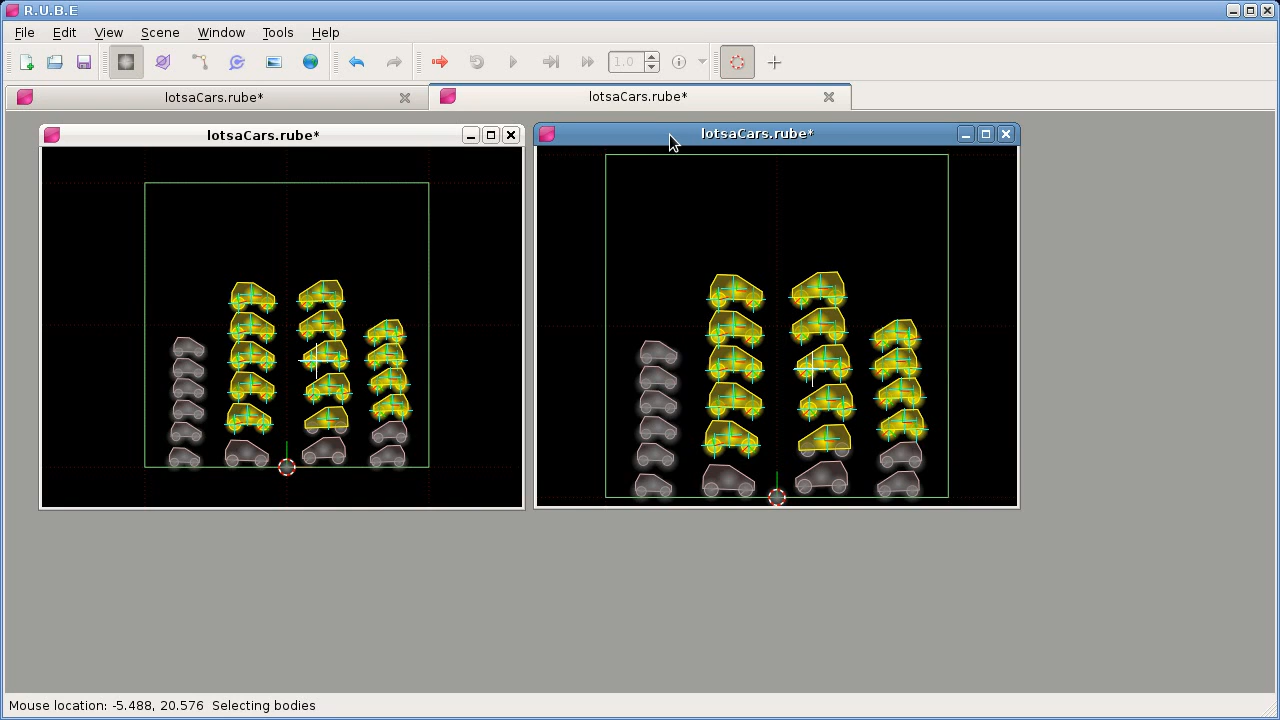 R.U.B.E
File Edit View Scene Window Tools Help
1.0
lotsaCars.rube* lotsaCars.rube*
lotsaCars.rube* lotsaCars.rube*
Mouse location: -5.488, 20.576 Selecting bodies